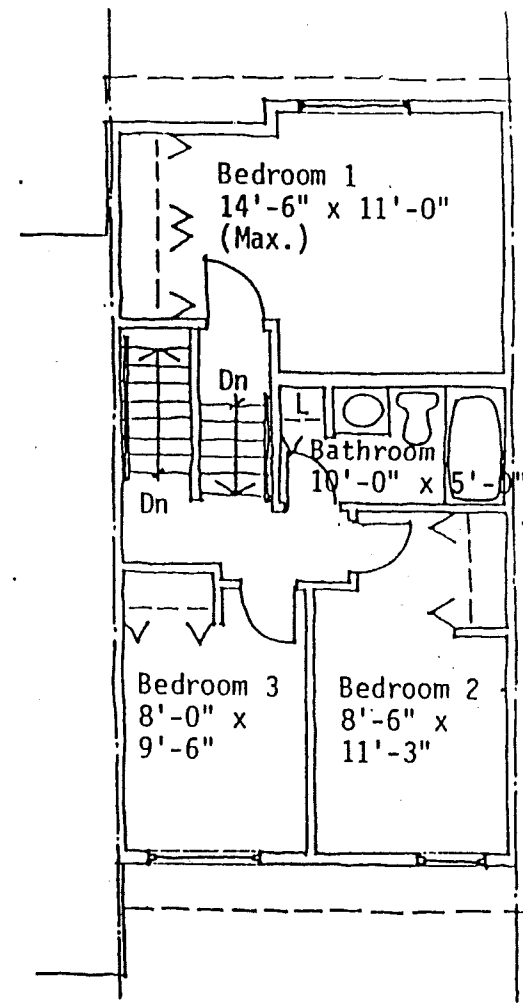 Bedroom 1
14'-6" x 11'-0"
(Max.)
Dn
L
Bathroom
10'-0" x 5'-0"
Dn
Bedroom 3
8'-0" x
9'-6"
Bedroom 2
8'-6" x
11'-3"